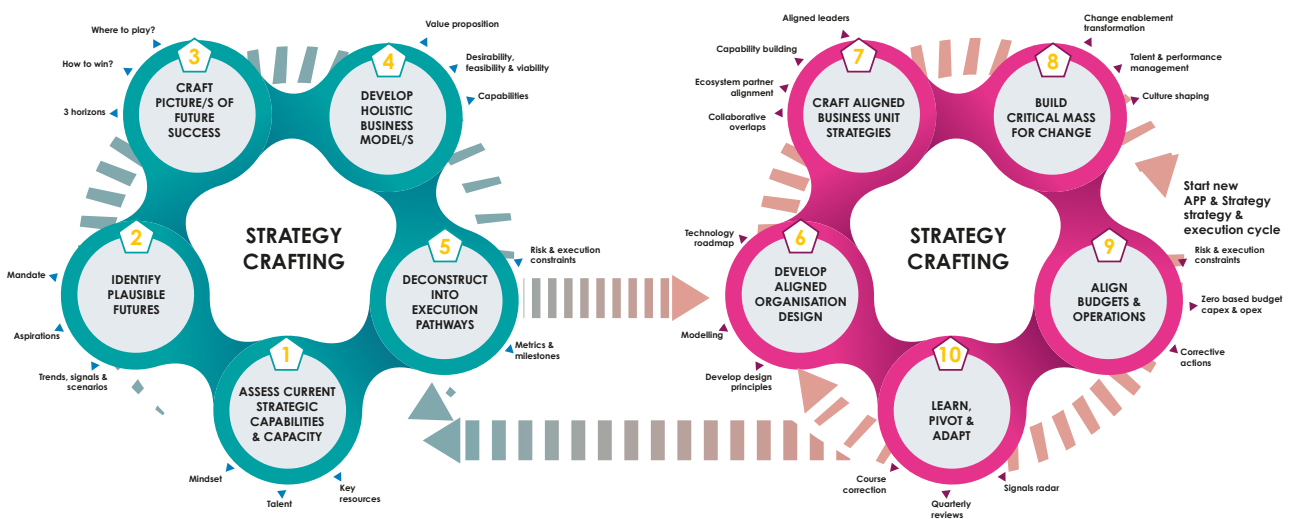 Where to play?
How to win?
3 horizons
3
CRAFT
PICTURE/S OF
FUTURE
SUCCESS
4
DEVELOP
HOLISTIC
BUSINESS
MODEL/S
Value proposition
Desirability,
feasibility & viability
Capabilities
STRATEGY
CRAFTING
2
IDENTIFY
PLAUSIBLE
FUTURES
Mandate
Aspirations
Trends, signals &
scenarios
5
DECONSTRUCT
INTO
EXECUTION
PATHWAYS
Risk & execution
constraints
Metrics &
milestones
1
ASSESS CURRENT
STRATEGIC
CAPABILITIES
& CAPACITY
Mindset
Talent
Key
resources
Aligned leaders
Capability building
Ecosystem partner
alignment
Collaborative
overlaps
7
CRAFT ALIGNED
BUSINESS UNIT
STRATEGIES
8
BUILD
CRITICAL MASS
FOR CHANGE
Change enablement
transformation
Talent & performance
management
Culture shaping
Start new
APP & Strategy
strategy &
execution cycle
STRATEGY
CRAFTING
Technology
roadmap
6
DEVELOP
ALIGNED
ORGANISATION
DESIGN
Modelling
Develop design
principles
9
ALIGN
BUDGETS &
OPERATIONS
Risk & execution
constraints
Zero based budget
capex & opex
Corrective
actions
10
LEARN,
PIVOT &
ADAPT
Course
correction
Quarterly
reviews
Signals radar